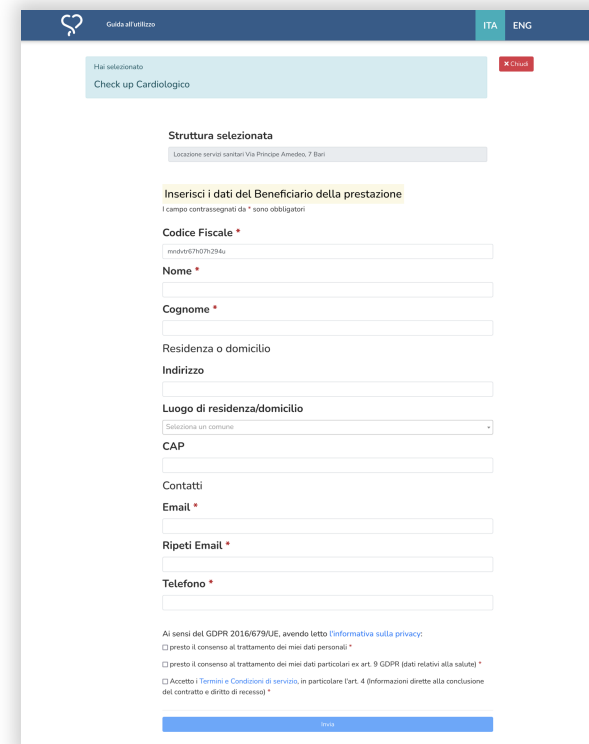 Guida all'utilizzo
ITA ENG
Hai selezionato
Check up Cardiologico
✕ Chiudi
Struttura selezionata
Locazione servizi sanitari Via Principe Amedeo, 7 Bari
Inserisci i dati del Beneficiario della prestazione
I campo contrassegnati da * sono obbligatori
Codice Fiscale *
mndvtr67h07h294u
Nome *
Cognome *
Residenza o domicilio
Indirizzo
Luogo di residenza/domicilio
Seleziona un comune
CAP
Contatti
Email *
Ripeti Email *
Telefono *
Ai sensi del GDPR 2016/679/UE, avendo letto l'informativa sulla privacy:
presto il consenso al trattamento dei miei dati personali *
presto il consenso al trattamento dei miei dati particolari ex art. 9 GDPR (dati relativi alla salute) *
Accetto i Termini e Condizioni di servizio, in particolare l'art. 4 (Informazioni dirette alla conclusione
del contratto e diritto di recesso) *
Invia